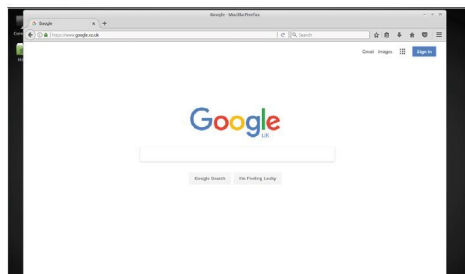 Google - Mozilla Firefox
Google
https://www.google.co.uk
Search
Gmail Images
Sign in
Google
UK
Google Search I'm Feeling Lucky